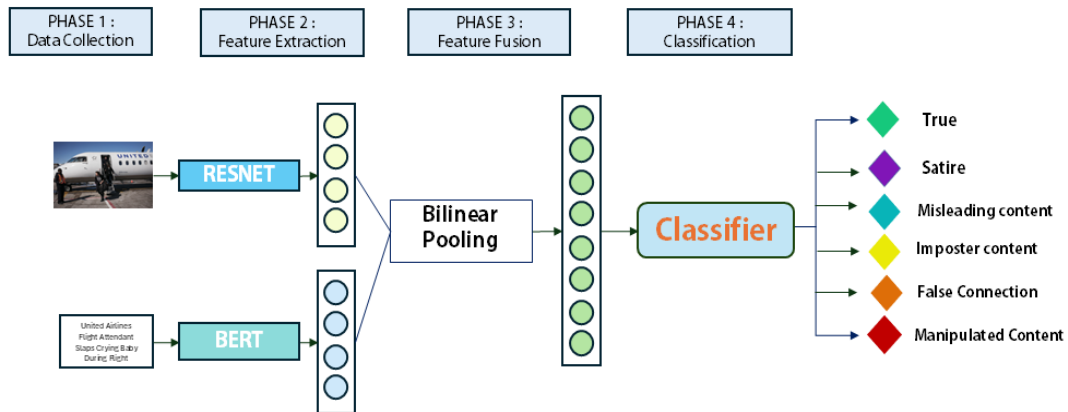 PHASE 1 :
Data Collection
PHASE 2 :
Feature Extraction
PHASE 3 :
Feature Fusion
PHASE 4 :
Classification
UNITED
RESNET
BERT
United Airlines
Flight Attendant
Slaps Crying Baby
During Flight
Bilinear
Pooling
Classifier
True
Satire
Misleading content
Imposter content
False Connection
Manipulated Content